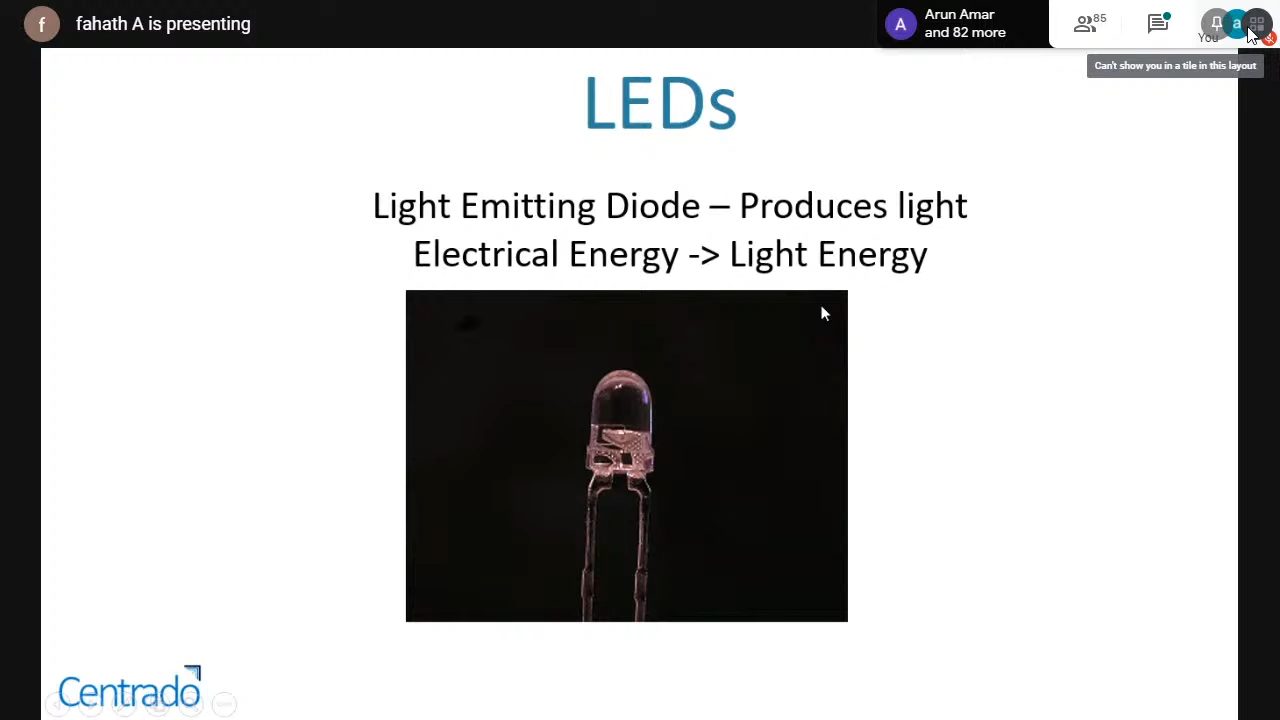 f
fahath A is presenting
A
Arun Amar
and 82 more
85
a
You
Can't show you in a tile in this layout
LEDs
Light Emitting Diode – Produces light
Electrical Energy -> Light Energy
Centrado